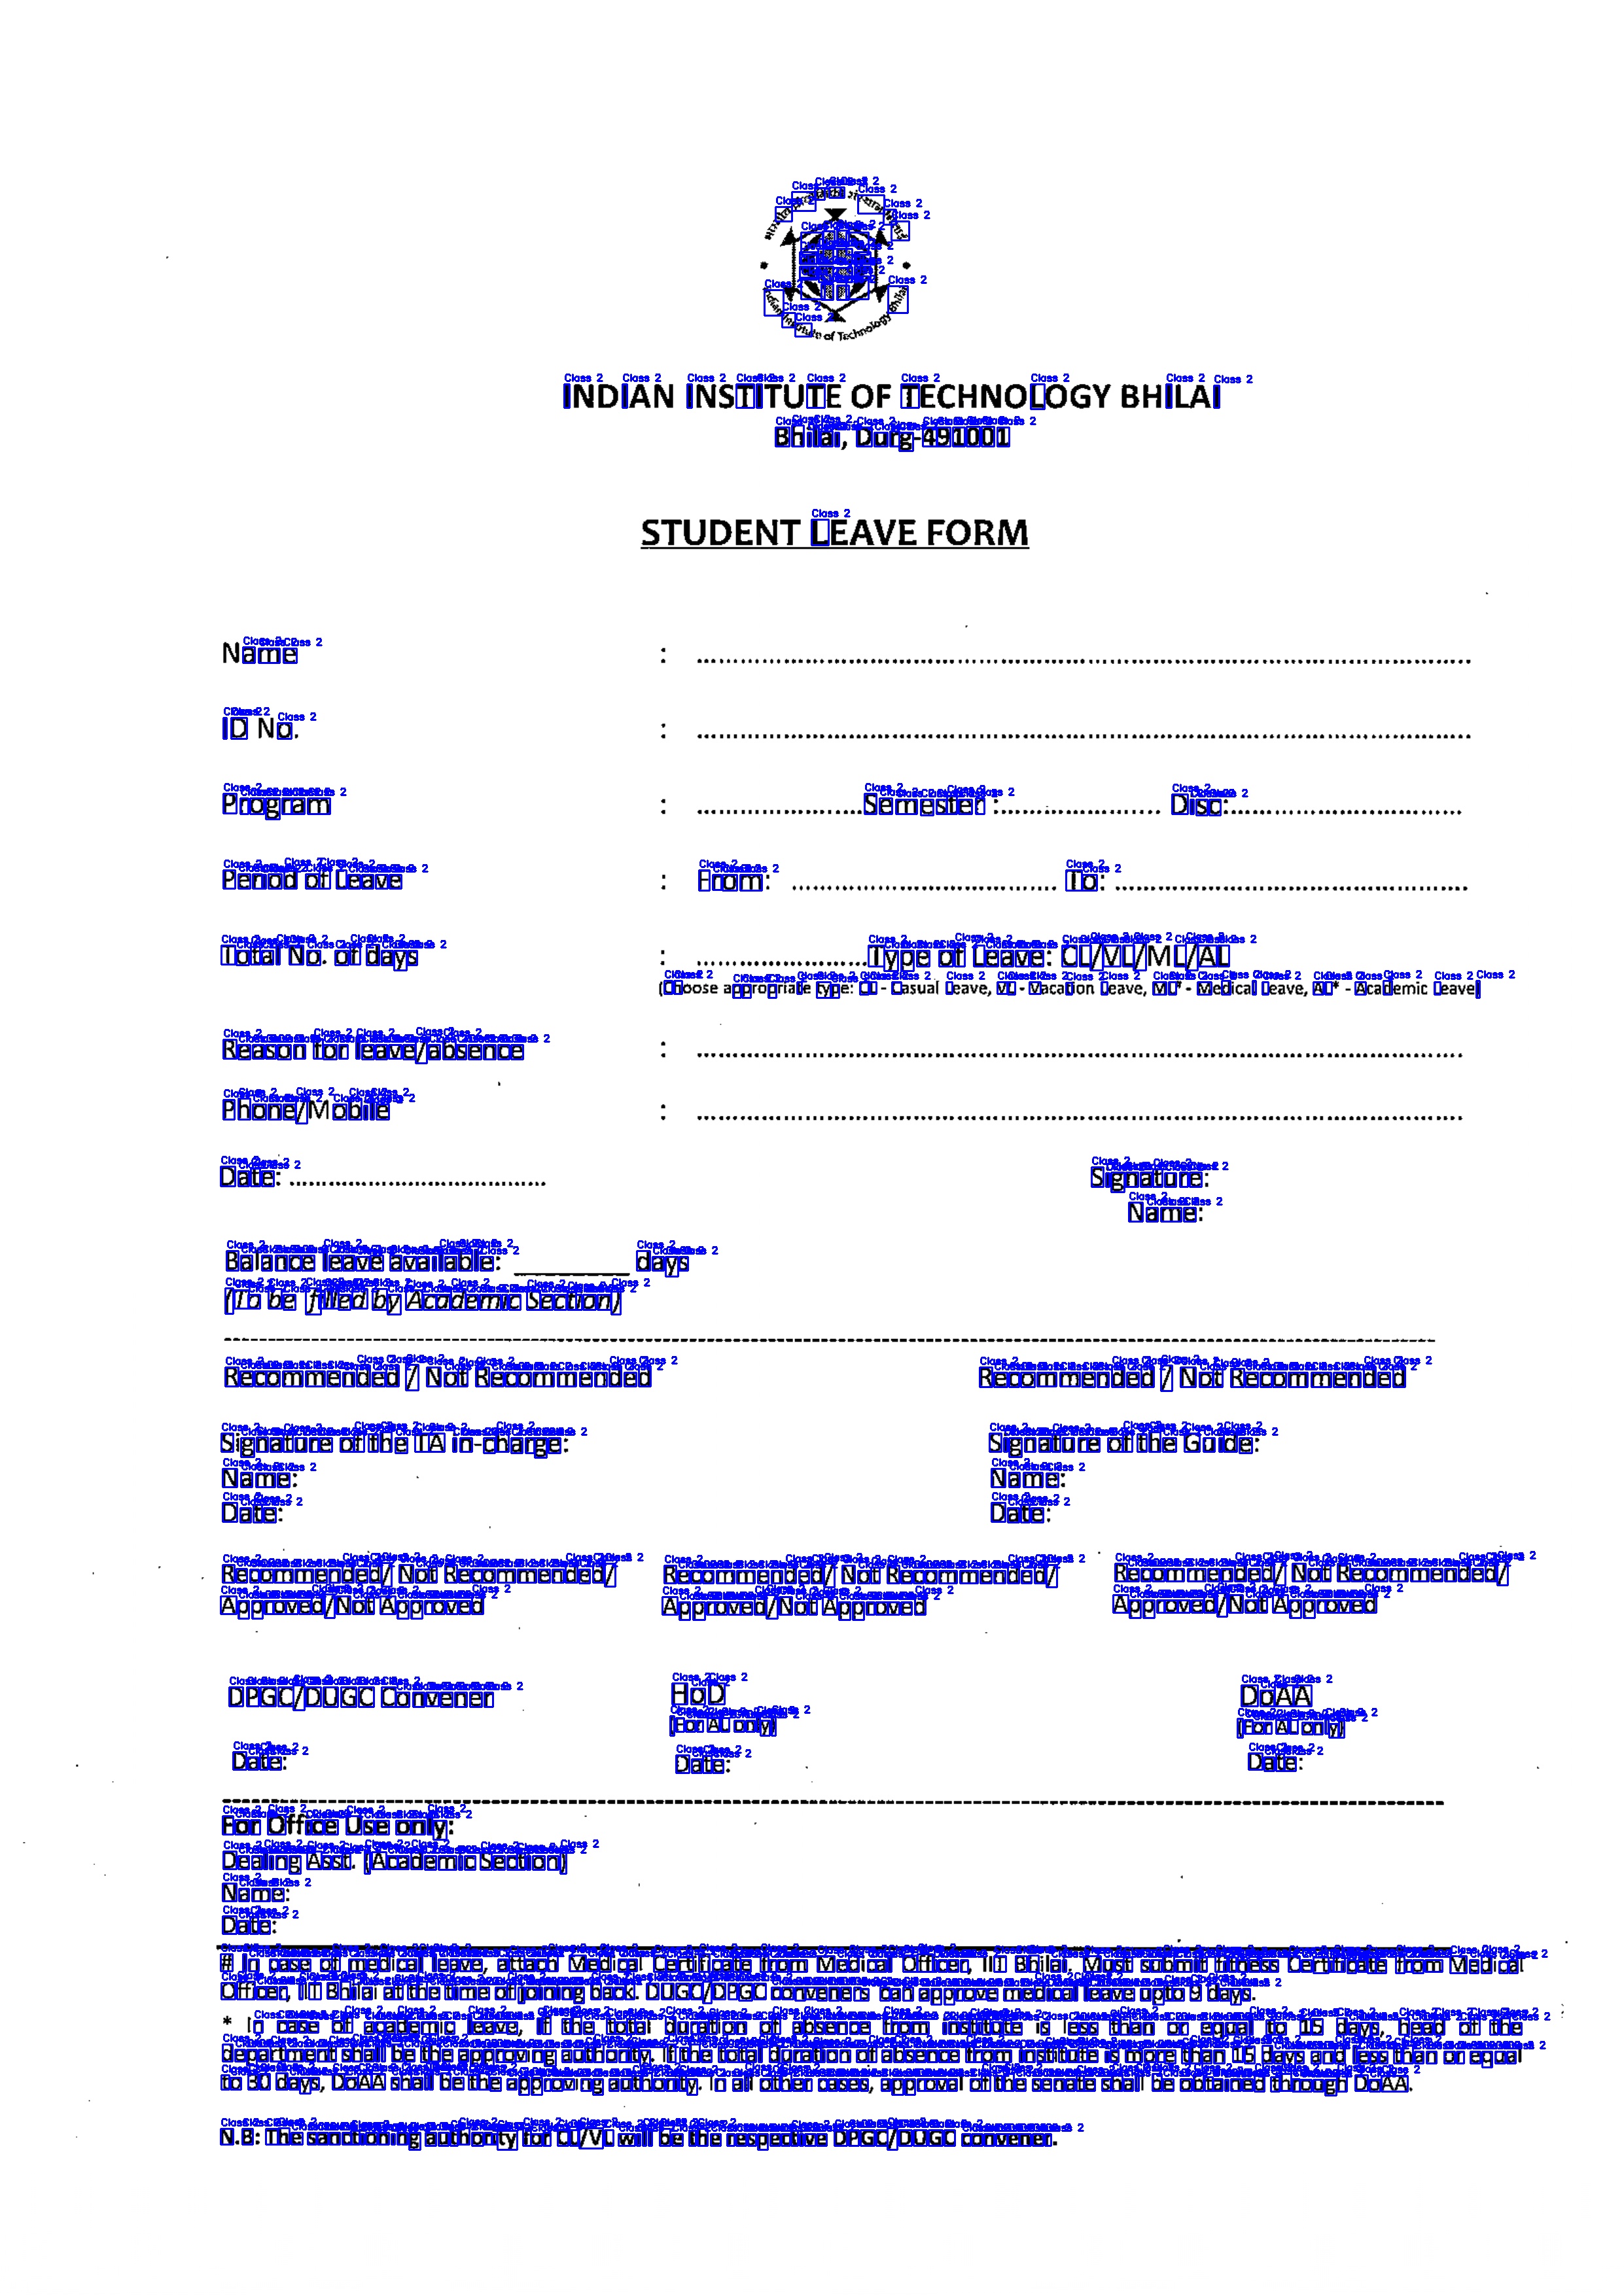 Indian Institute of Technology Bhilai
INDIAN INSTITUTE OF TECHNOLOGY BHILAI
Bhilai, Durg-491001
STUDENT LEAVE FORM
Name : ........................................
ID No. : ........................................
Program : ....................Semester :.................... Disc:....................
Period of Leave : From: .............................. To: ........................................
Total No. of days : ....................Type of Leave: CL/VL/ML/AL
(Choose appropriate type: CL - Casual Leave, VL - Vacation Leave, ML# - Medical Leave, AL* - Academic Leave)
Reason for leave/absence : ........................................
Phone/Mobile : ........................................
Date: .................................... Signature:
Name:
Balance leave available: __________ days
(To be filled by Academic Section)
Recommended / Not Recommended Recommended / Not Recommended
Signature of the TA in-charge: Signature of the Guide:
Name: Name:
Date: Date:
Recommended/ Not Recommended/ Recommended/ Not Recommended/ Recommended/ Not Recommended/
Approved/Not Approved Approved/Not Approved Approved/Not Approved
DPGC/DUGC Convener HoD DoAA
(For AL only) (For AL only)
Date: Date: Date:
For Office Use only:
Dealing Asst. (Academic Section)
Name:
Date:
# In case of medical leave, attach Medical Certificate from Medical Officer, IIT Bhilai. Must submit fitness Certificate from Medical
Officer, IIT Bhilai at the time of joining back. DUGC/DPGC conveners can approve medical leave upto 9 days.
* In case of academic leave, if the total duration of absence from institute is less than or equal to 15 days, head of the
department shall be the approving authority. If the total duration of absence from institute is more than 15 days and less than or equal
to 30 days, DoAA shall be the approving authority. In all other cases, approval of the senate shall be obtained through DoAA.
N.B: The sanctioning authority for CL/VL will be the respective DPGC/DUGC convener.